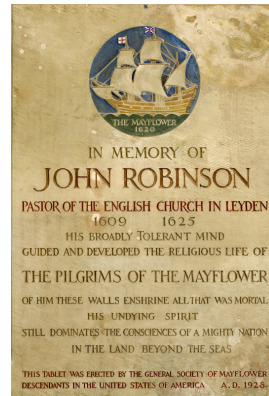 THE MAYFLOWER
1620
IN MEMORY OF
JOHN ROBINSON
PASTOR OF THE ENGLISH CHURCH IN LEYDEN
1609 1625
HIS BROADLY TOLERANT MIND
GUIDED AND DEVELOPED THE RELIGIOUS LIFE OF
THE PILGRIMS OF THE MAYFLOWER
OF HIM THESE WALLS ENSHRINE ALL THAT WAS MORTAL
HIS UNDYING SPIRIT
STILL DOMINATES THE CONSCIENCES OF A MIGHTY NATION
IN THE LAND BEYOND THE SEAS
THIS TABLET WAS ERECTED BY THE GENERAL SOCIETY OF MAYFLOWER
DESCENDANTS IN THE UNITED STATES OF AMERICA A.D. 1928